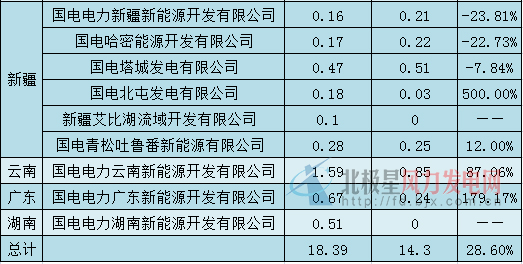 国电电力新疆新能源开发有限公司 0.16 0.21 -23.81%
国电哈密能源开发有限公司 0.17 0.22 -22.73%
新疆 国电塔城发电有限公司 0.47 0.51 -7.84%
国电北屯发电有限公司 0.18 0.03 500.00%
新疆艾比湖流域开发有限公司 0.1 0 ——
国电青松吐鲁番新能源有限公司 0.28 0.25 12.00%
云南 国电电力云南新能源开发有限公司 1.59 0.85 87.06%
广东 国电电力广东新能源开发有限公司 0.67 0.24 179.17%
湖南 国电电力湖南新能源开发有限公司 0.51 0 ——
总计 18.39 14.3 28.60%
北极星风力发电网